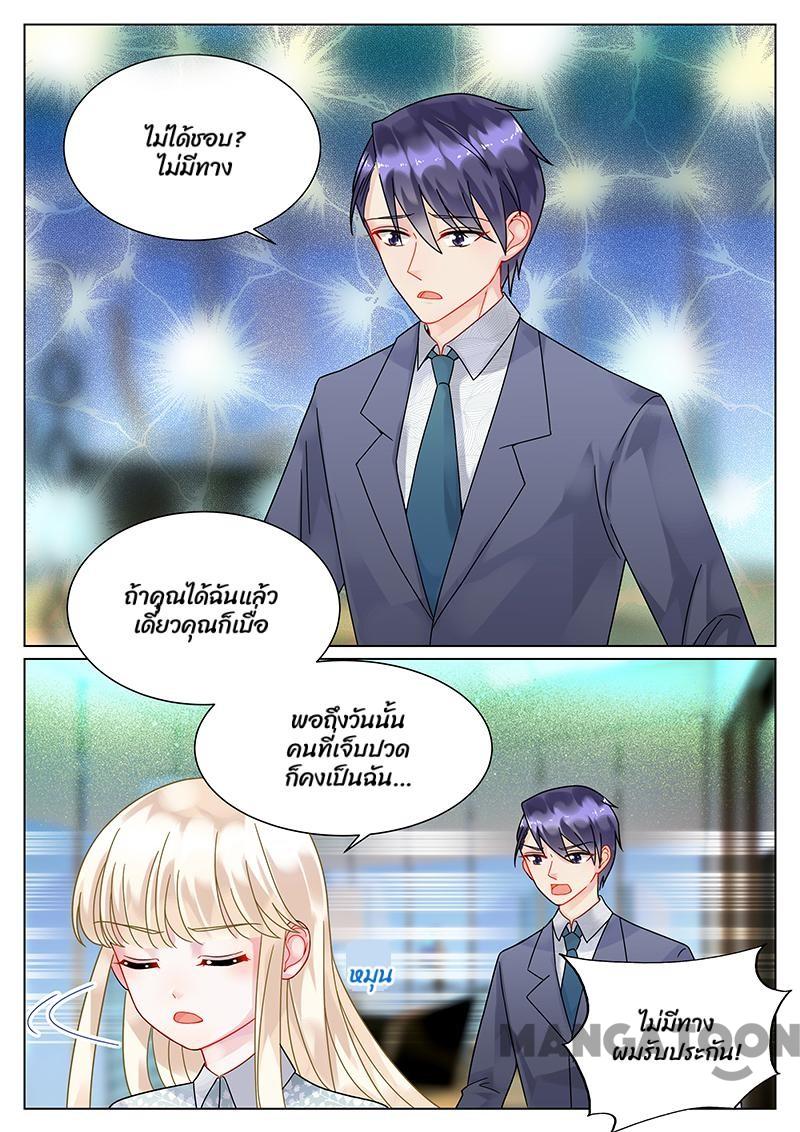 ไม่ได้ชอบ?
ไม่มีทาง
ถ้าคุณได้ฉันแล้ว
เดี๋ยวคุณก็เบื่อ
พอถึงวันนั้น
คนที่เจ็บปวด
ก็คงเป็นฉัน...
หมุน
ไม่มีทาง
ผมรับประกัน!
MANGATOON